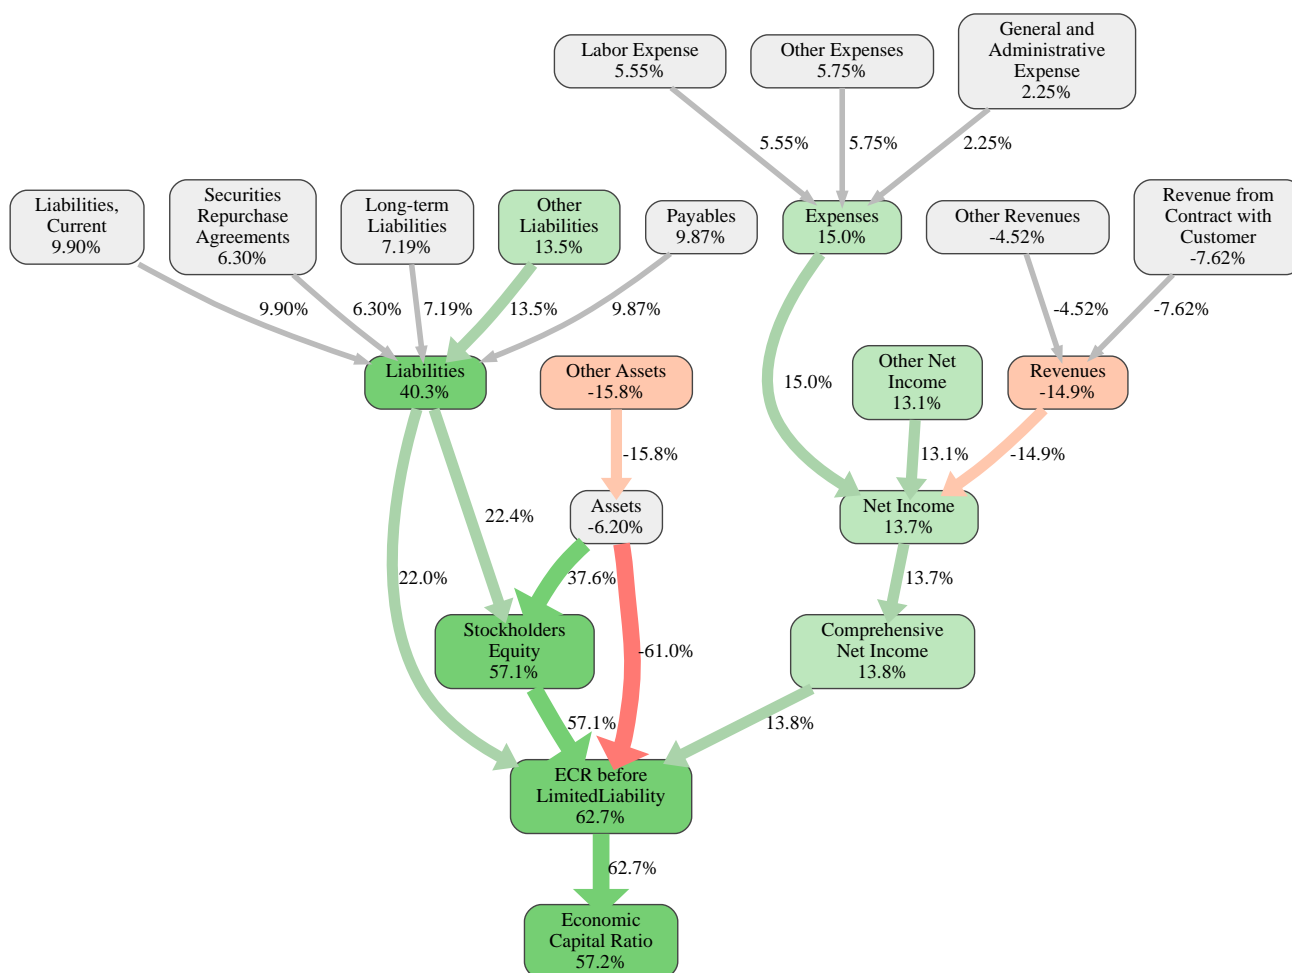 General and
Administrative
Expense
2.25%
Labor Expense
5.55%
Other Expenses
5.75%
5.55%
5.75%
2.25%
Liabilities,
Current
9.90%
Securities
Repurchase
Agreements
6.30%
Long-term
Liabilities
7.19%
Other
Liabilities
13.5%
Payables
9.87%
Expenses
15.0%
Other Revenues
-4.52%
Revenue from
Contract with
Customer
-7.62%
9.90%
6.30%
7.19%
13.5%
9.87%
-4.52%
-7.62%
Liabilities
40.3%
Other Assets
-15.8%
15.0%
Other Net
Income
13.1%
Revenues
-14.9%
-15.8%
13.1%
-14.9%
22.4%
Assets
-6.20%
Net Income
13.7%
22.0%
37.6%
13.7%
Stockholders
Equity
57.1%
-61.0%
Comprehensive
Net Income
13.8%
57.1%
13.8%
ECR before
LimitedLiability
62.7%
62.7%
Economic
Capital Ratio
57.2%